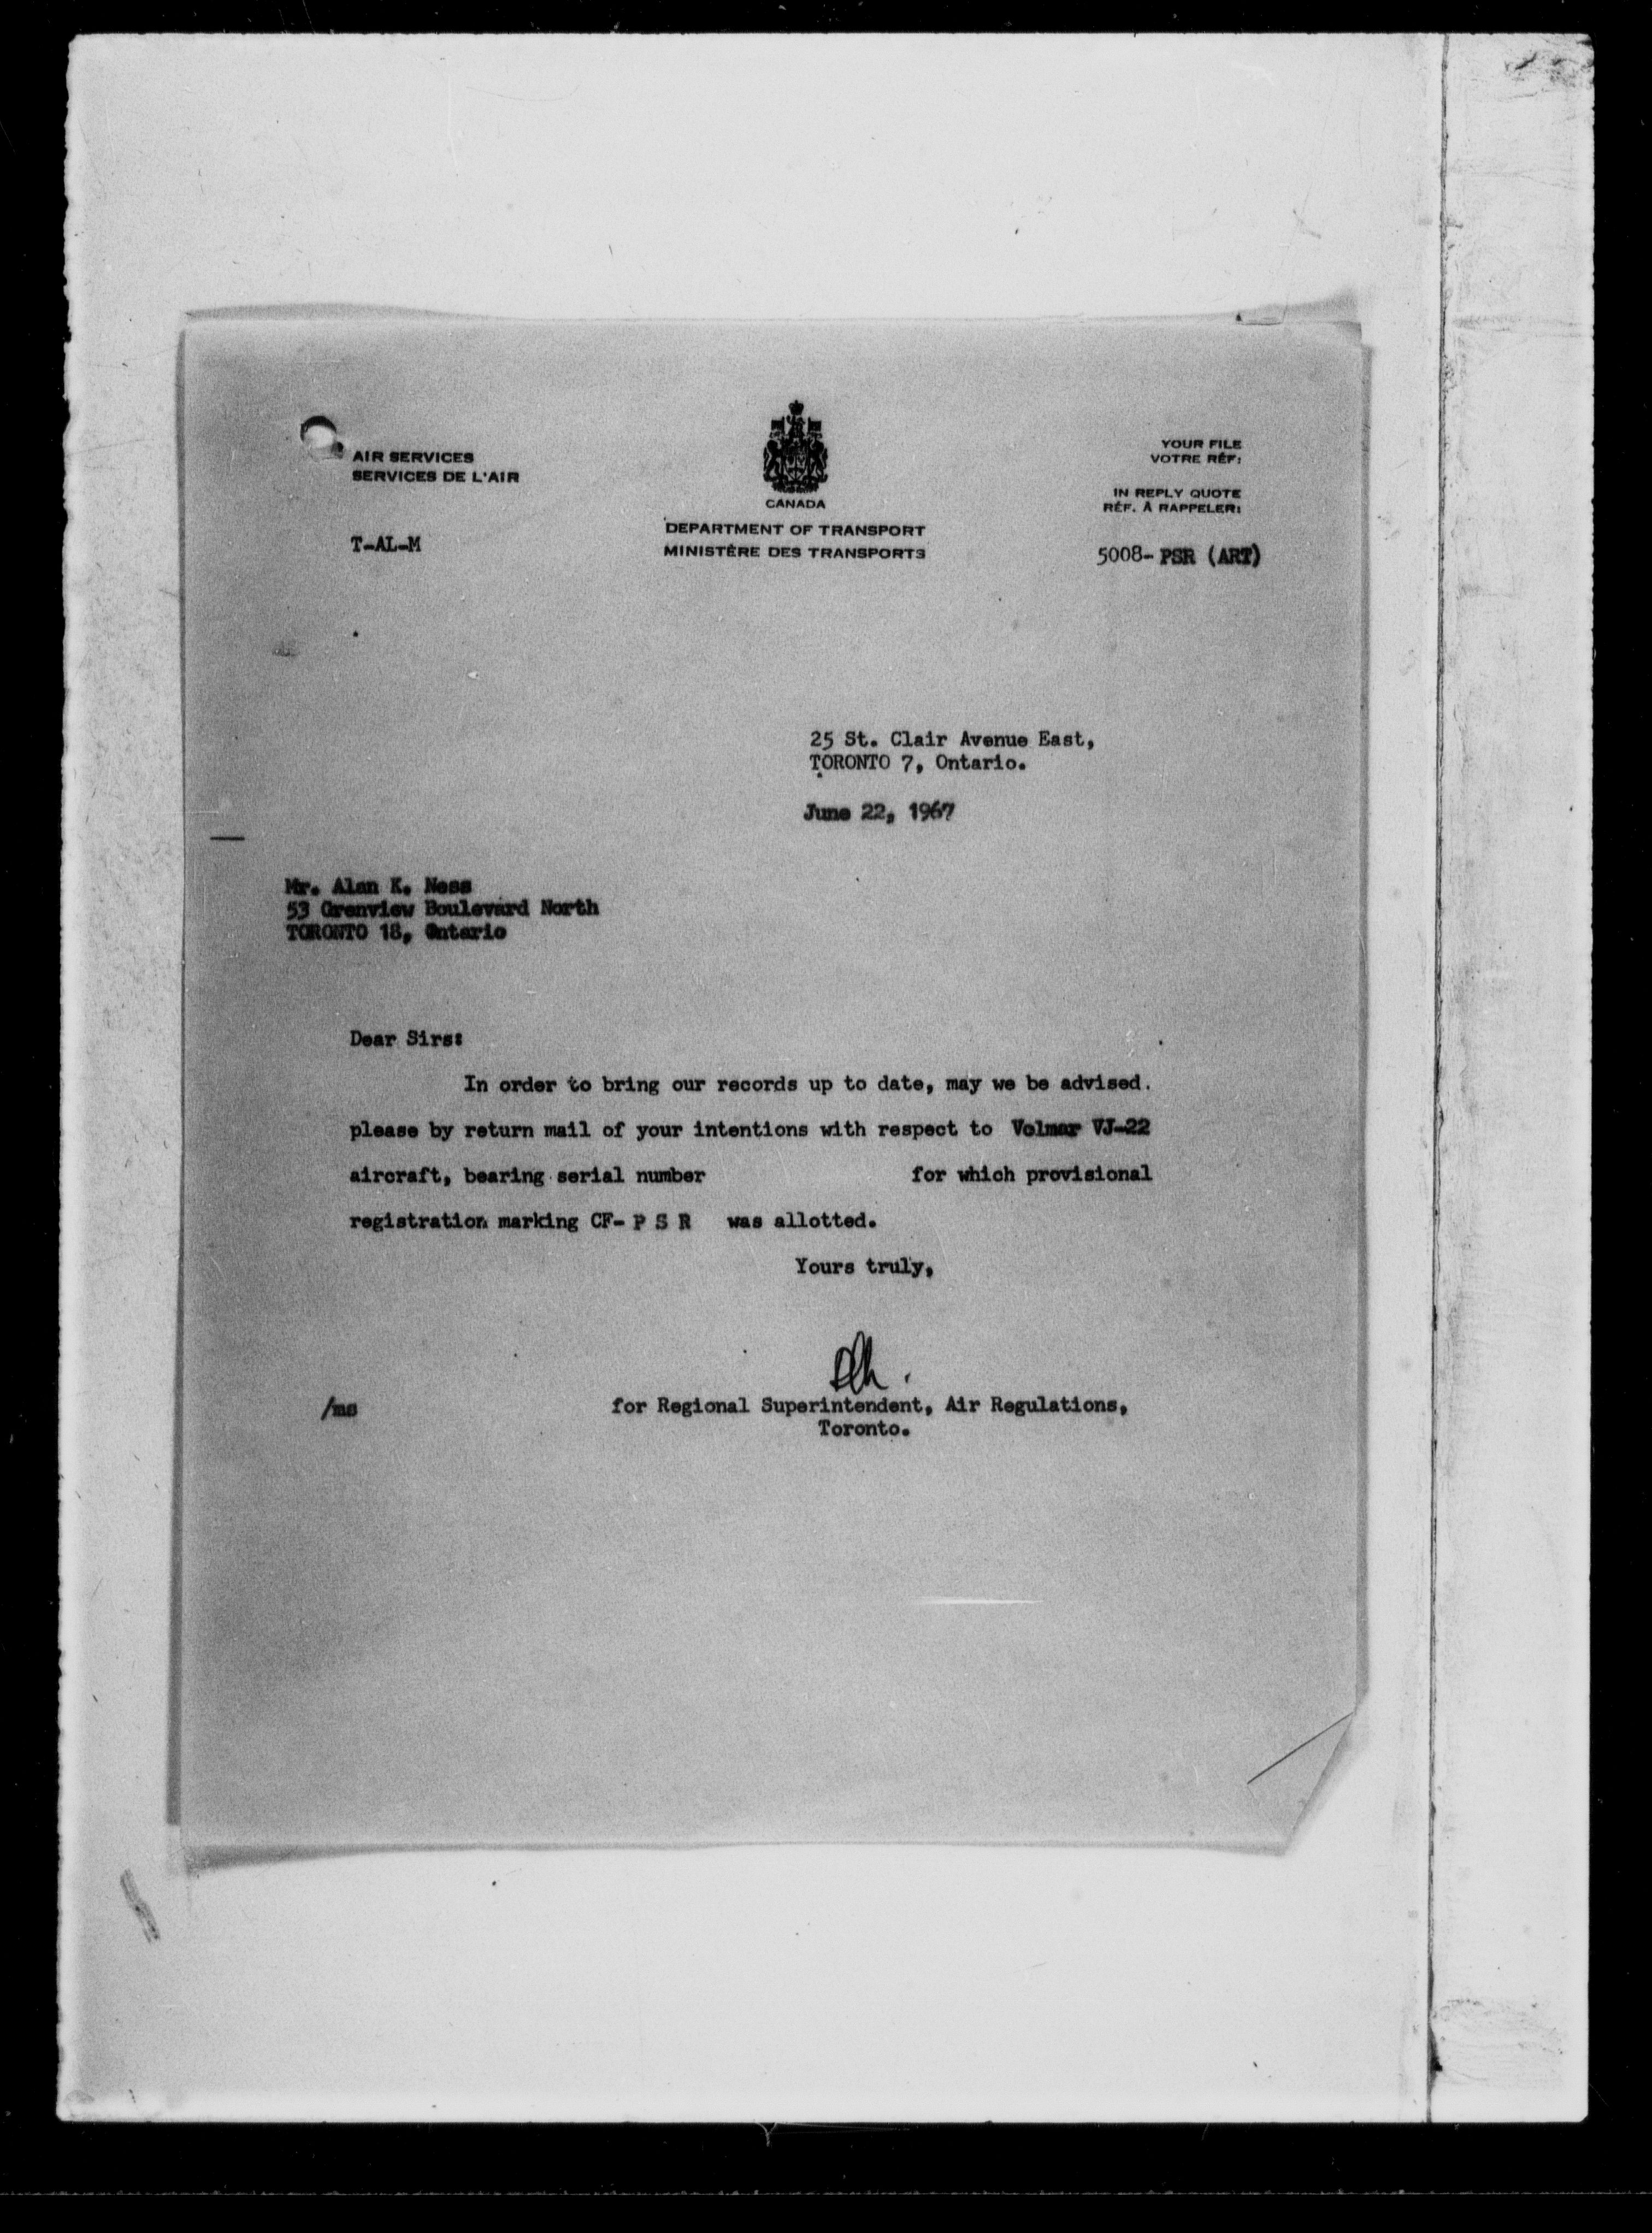 AIR SERVICES
SERVICES DE L'AIR
T-AL-M
CANADA
DEPARTMENT OF TRANSPORT
MINISTÈRE DES TRANSPORTS
YOUR FILE
VOTRE RÉF:
IN REPLY QUOTE
RÉF. À RAPPELER:
5008- PSR (ART)
25 St. Clair Avenue East,
TORONTO 7, Ontario.
June 22, 1967
Mr. Alan K. Ness
53 Grenview Boulevard North
TORONTO 18, Ontario
Dear Sirs:
In order to bring our records up to date, may we be advised.
please by return mail of your intentions with respect to Volmar VJ-22
aircraft, bearing serial number for which provisional
registration marking CF- P S R was allotted.
Yours truly,
/ms
for Regional Superintendent, Air Regulations,
Toronto.